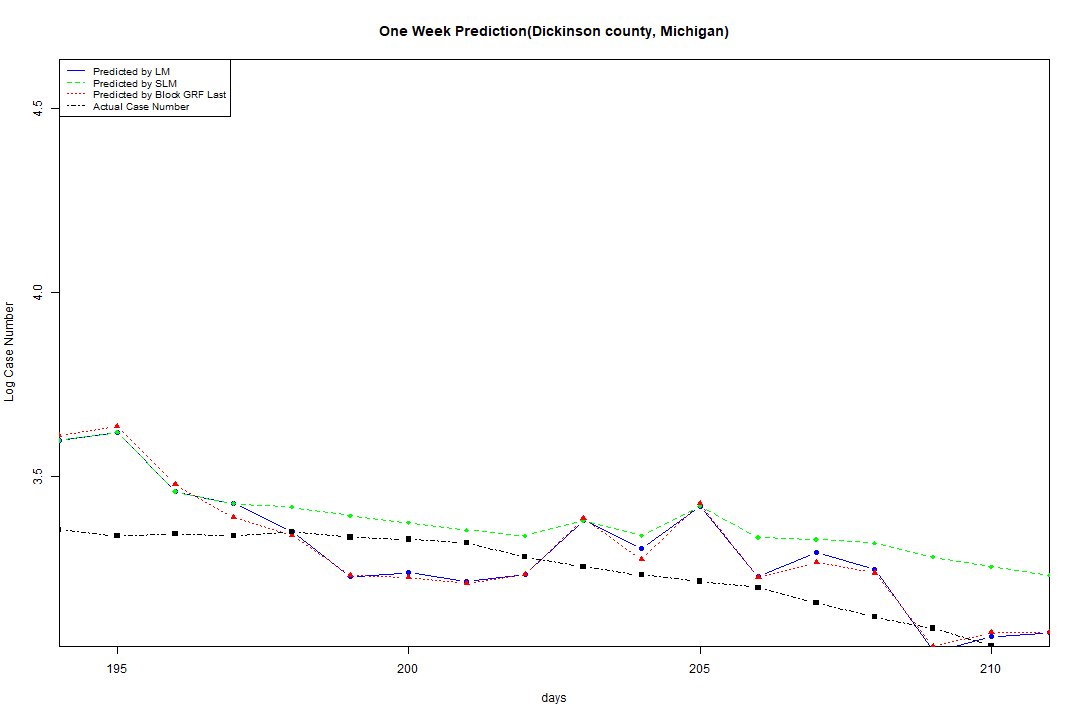 One Week Prediction(Dickinson county, Michigan)
Predicted by LM
Predicted by SLM
Predicted by Block GRF Last
Actual Case Number
4.5
4.0
3.5
Log Case Number
195 200 205 210
days